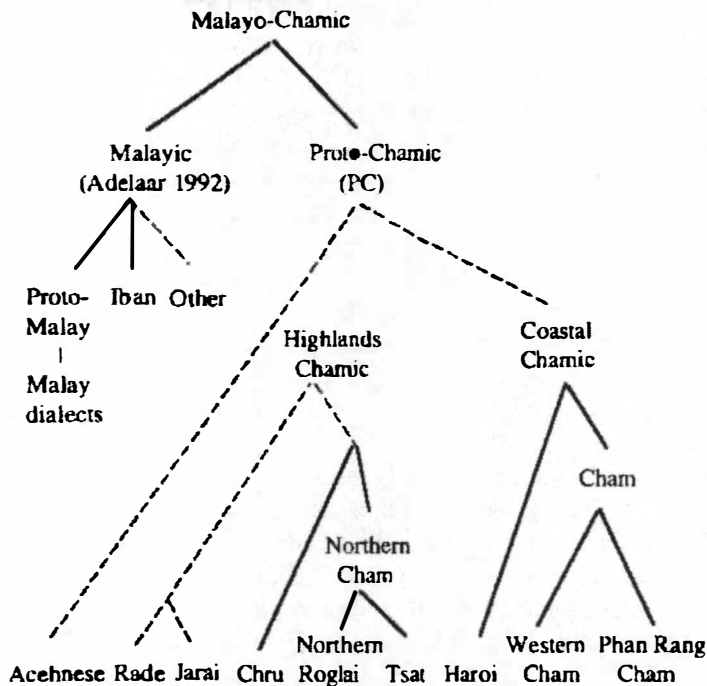 Malayo-Chamic
Malayic
(Adelaar 1992)
Proto-Chamic
(PC)
Proto-
Malay
Malay
dialects
Iban
Other
Highlands
Chamic
Coastal
Chamic
Cham
Northern
Cham
Acehnese
Rade
Jarai
Chru
Northern
Roglai
Tsat
Haroi
Western
Cham
Phan Rang
Cham